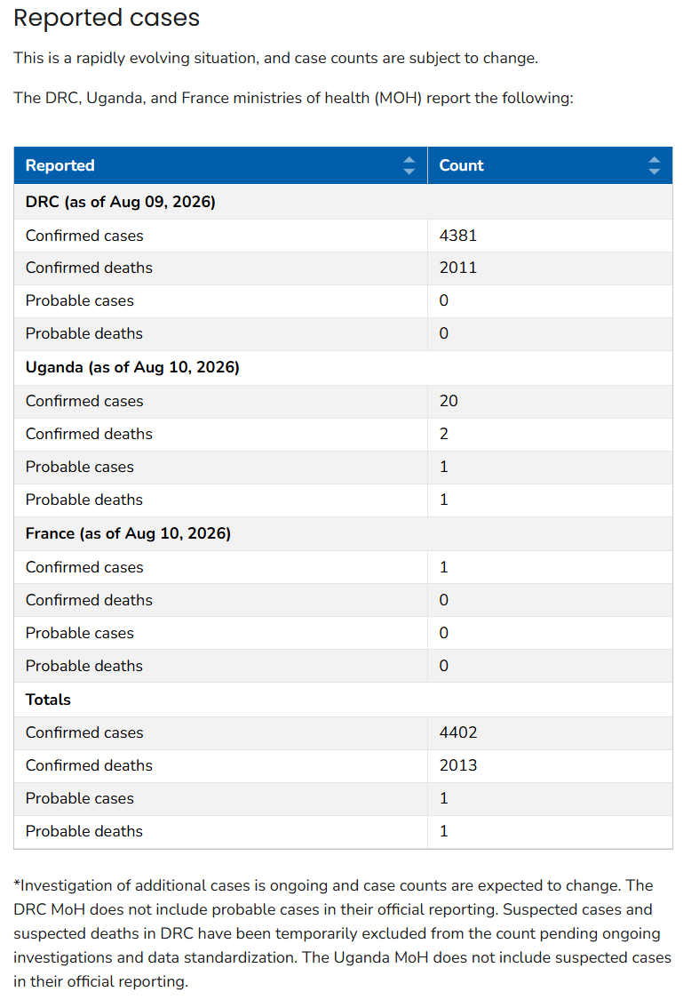 Reported cases
This is a rapidly evolving situation, and case counts are subject to change.
The DRC, Uganda, and France ministries of health (MOH) report the following:
Reported Count
DRC (as of Aug 09, 2026)
Confirmed cases 4381
Confirmed deaths 2011
Probable cases 0
Probable deaths 0
Uganda (as of Aug 10, 2026)
Confirmed cases 20
Confirmed deaths 2
Probable cases 1
Probable deaths 1
France (as of Aug 10, 2026)
Confirmed cases 1
Confirmed deaths 0
Probable cases 0
Probable deaths 0
Totals
Confirmed cases 4402
Confirmed deaths 2013
Probable cases 1
Probable deaths 1
*Investigation of additional cases is ongoing and case counts are expected to change. The
DRC MoH does not include probable cases in their official reporting. Suspected cases and
suspected deaths in DRC have been temporarily excluded from the count pending ongoing
investigations and data standardization. The Uganda MoH does not include suspected cases
in their official reporting.